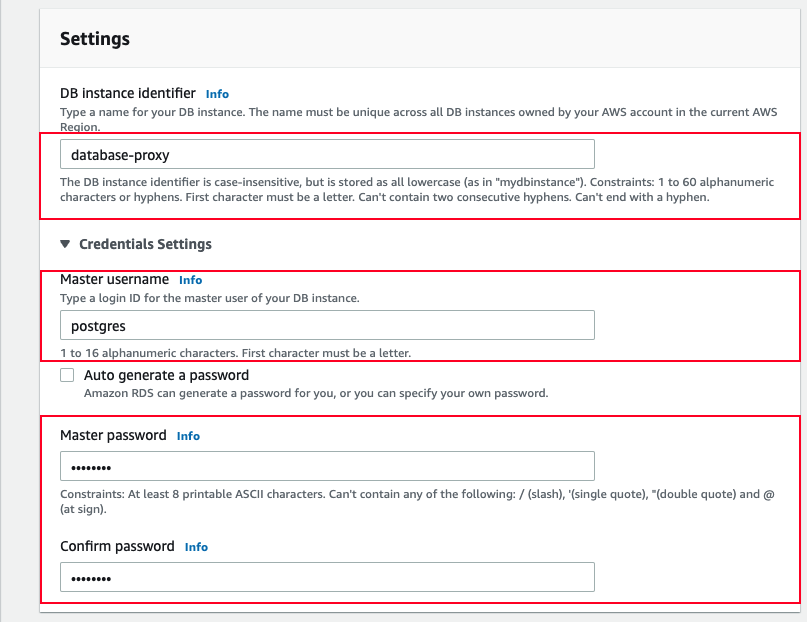 Settings
DB instance identifier Info
Type a name for your DB instance. The name must be unique across all DB instances owned by your AWS account in the current AWS
Region.
database-proxy
The DB instance identifier is case-insensitive, but is stored as all lowercase (as in "mydbinstance"). Constraints: 1 to 60 alphanumeric
characters or hyphens. First character must be a letter. Can't contain two consecutive hyphens. Can't end with a hyphen.
▼ Credentials Settings
Master username Info
Type a login ID for the master user of your DB instance.
postgres
1 to 16 alphanumeric characters. First character must be a letter.
Auto generate a password
Amazon RDS can generate a password for you, or you can specify your own password.
Master password Info
••••••••
Constraints: At least 8 printable ASCII characters. Can't contain any of the following: / (slash), '(single quote), "(double quote) and @
(at sign).
Confirm password Info
••••••••